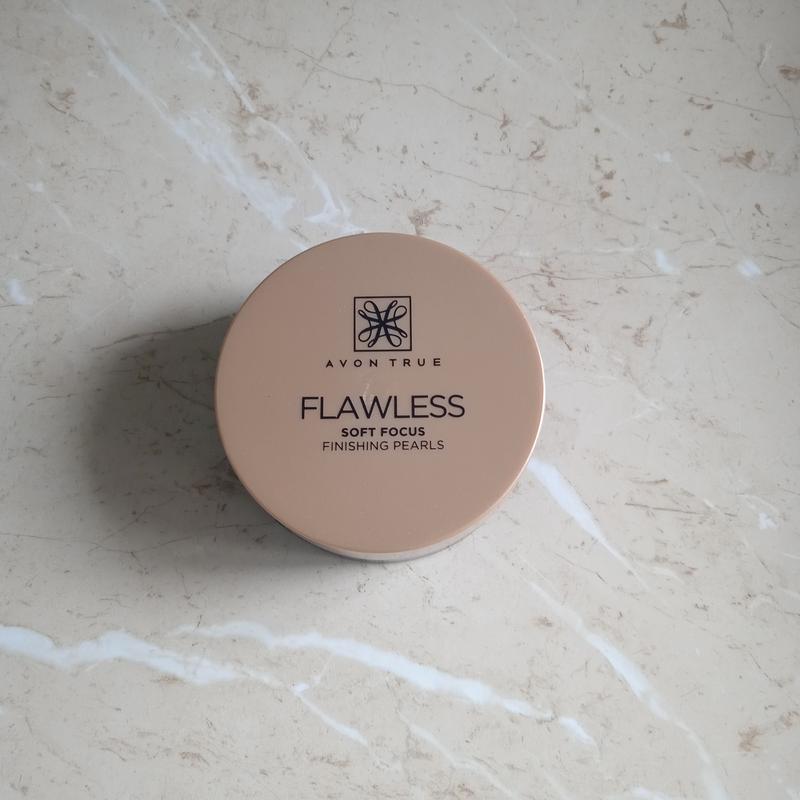 AVON TRUE
FLAWLESS
SOFT FOCUS
FINISHING PEARLS